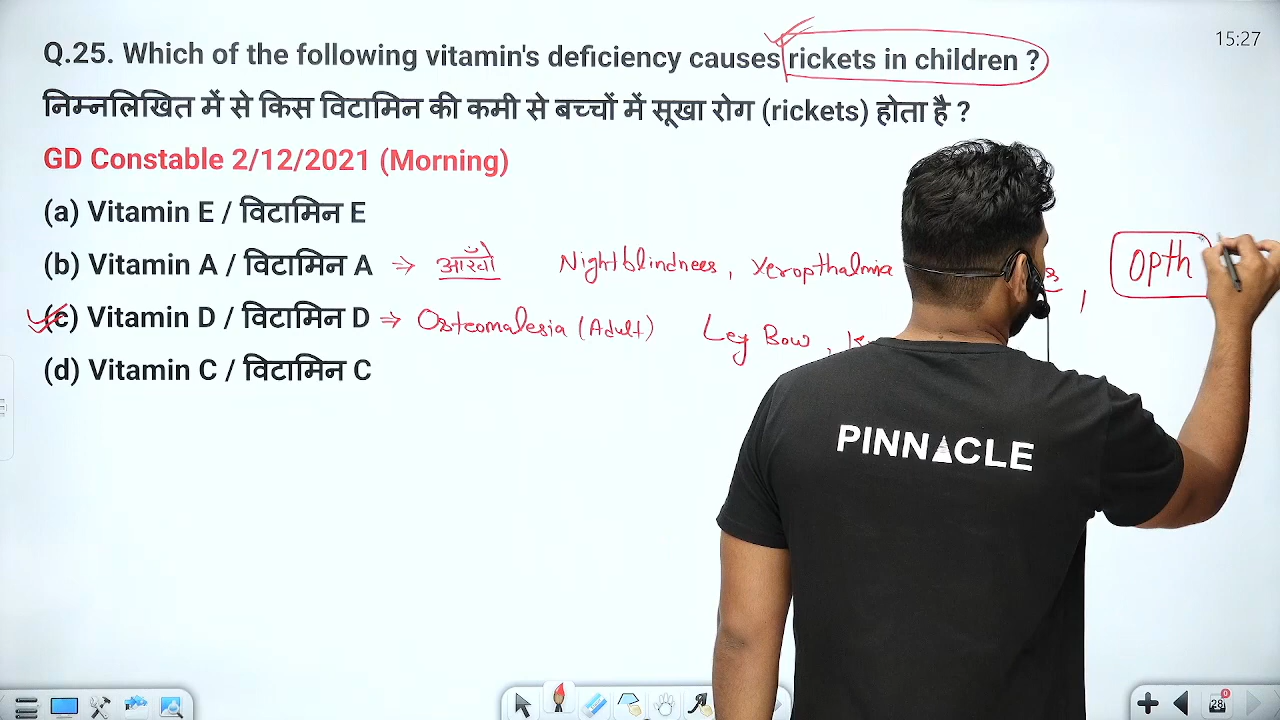 15:27
Q.25. Which of the following vitamin's deficiency causes rickets in children ?
निम्नलिखित में से किस विटामिन की कमी से बच्चों में सूखा रोग (rickets) होता है ?
GD Constable 2/12/2021 (Morning)
(a) Vitamin E / विटामिन E
(b) Vitamin A / विटामिन A → आँखों Nightblindness, Xeropthalmia , Opth
(c) Vitamin D / विटामिन D → Osteomalesia (Adult) Leg Bow, K
(d) Vitamin C / विटामिन C
PINNACLE
28